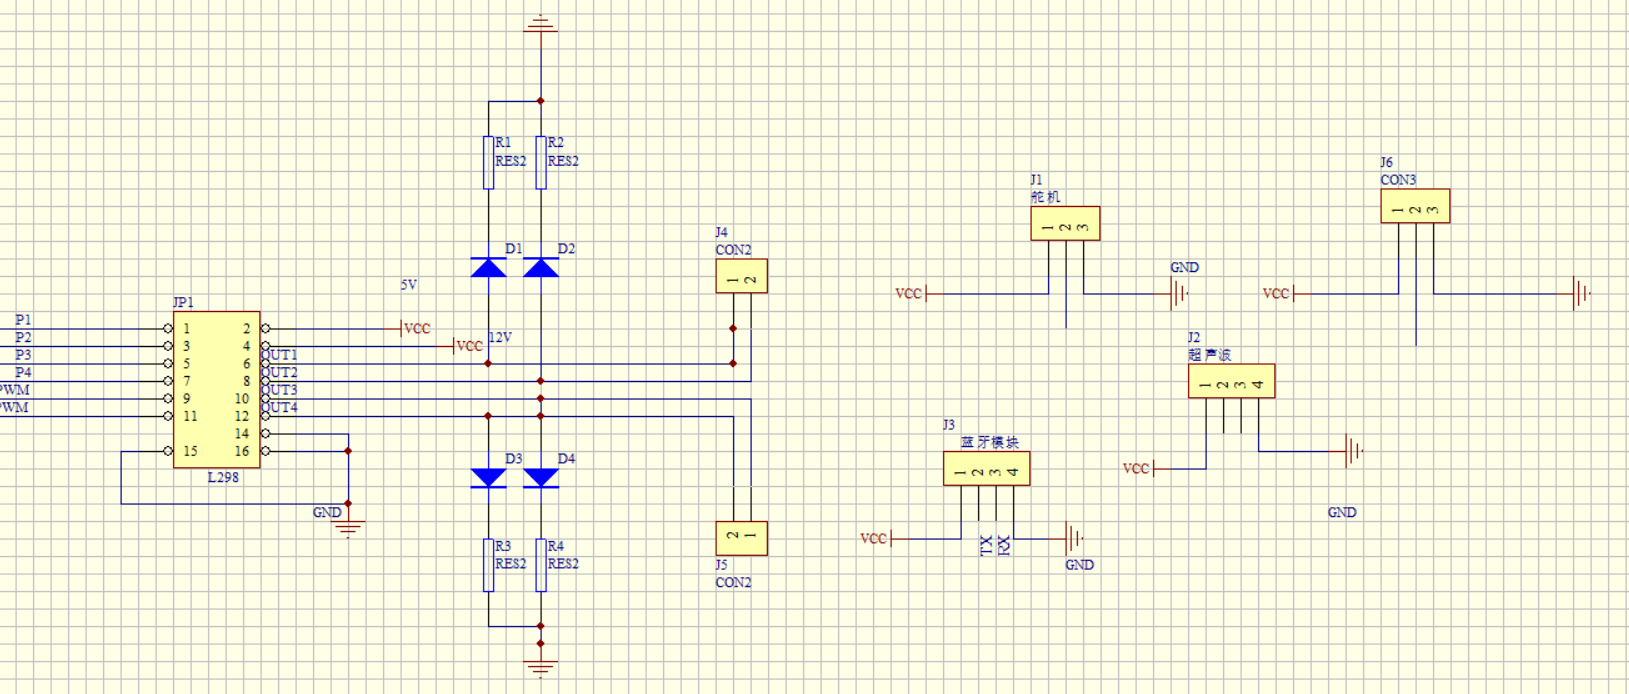 R1
RES2
R2
RES2
D1
D2
5V
VCC
12V
VCC
JP1
P1
P2
P3
P4
PWM
PWM
1
3
5
7
9
11
15
2
4
6
8
10
12
14
16
OUT1
OUT2
OUT3
OUT4
L298
GND
D3
D4
R3
RES2
R4
RES2
J4
CON2
1 2
2 1
J5
CON2
J1
舵机
1 2 3
VCC
GND
J6
CON3
1 2 3
VCC
J2
超声波
1 2 3 4
VCC
GND
J3
蓝牙模块
1 2 3 4
VCC
TX
RX
GND